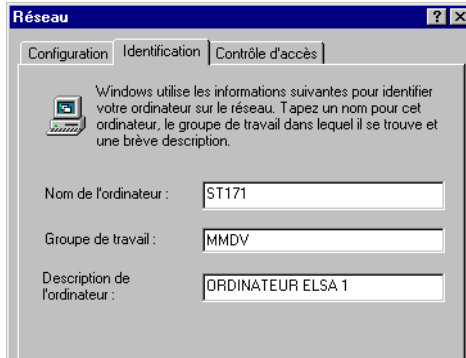 Réseau
Configuration Identification Contrôle d'accès
Windows utilise les informations suivantes pour identifier
votre ordinateur sur le réseau. Tapez un nom pour cet
ordinateur, le groupe de travail dans lequel il se trouve et
une brève description.
Nom de l'ordinateur : ST171
Groupe de travail : MMDV
Description de
l'ordinateur : ORDINATEUR ELSA 1